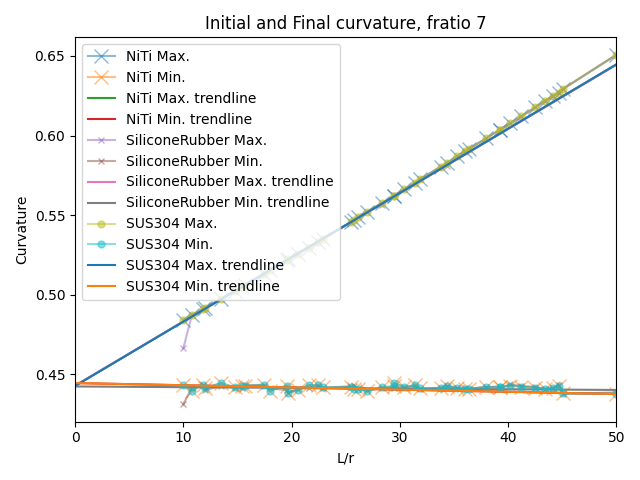 Initial and Final curvature, fratio 7
0.65
0.60
0.55
0.50
0.45
Curvature
NiTi Max.
NiTi Min.
NiTi Max. trendline
NiTi Min. trendline
SiliconeRubber Max.
SiliconeRubber Min.
SiliconeRubber Max. trendline
SiliconeRubber Min. trendline
SUS304 Max.
SUS304 Min.
SUS304 Max. trendline
SUS304 Min. trendline
0 10 20 30 40 50
L/r